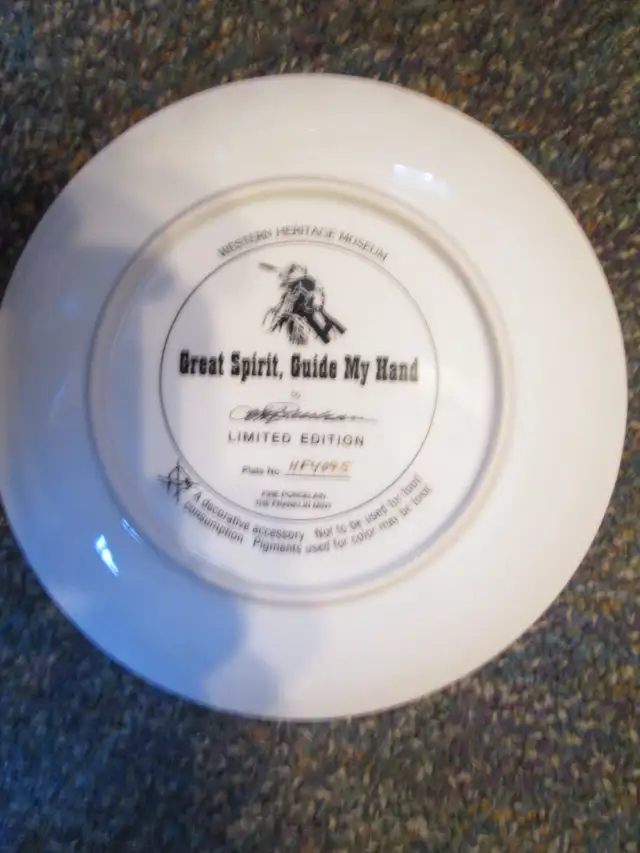 WESTERN HERITAGE MUSEUM
Great Spirit, Guide My Hand
by
LIMITED EDITION
Plate No. HF4095
FINE PORCELAIN
THE FRANKLIN MINT
A decorative accessory Not to be used for food
consumption Pigments used for color may be toxic